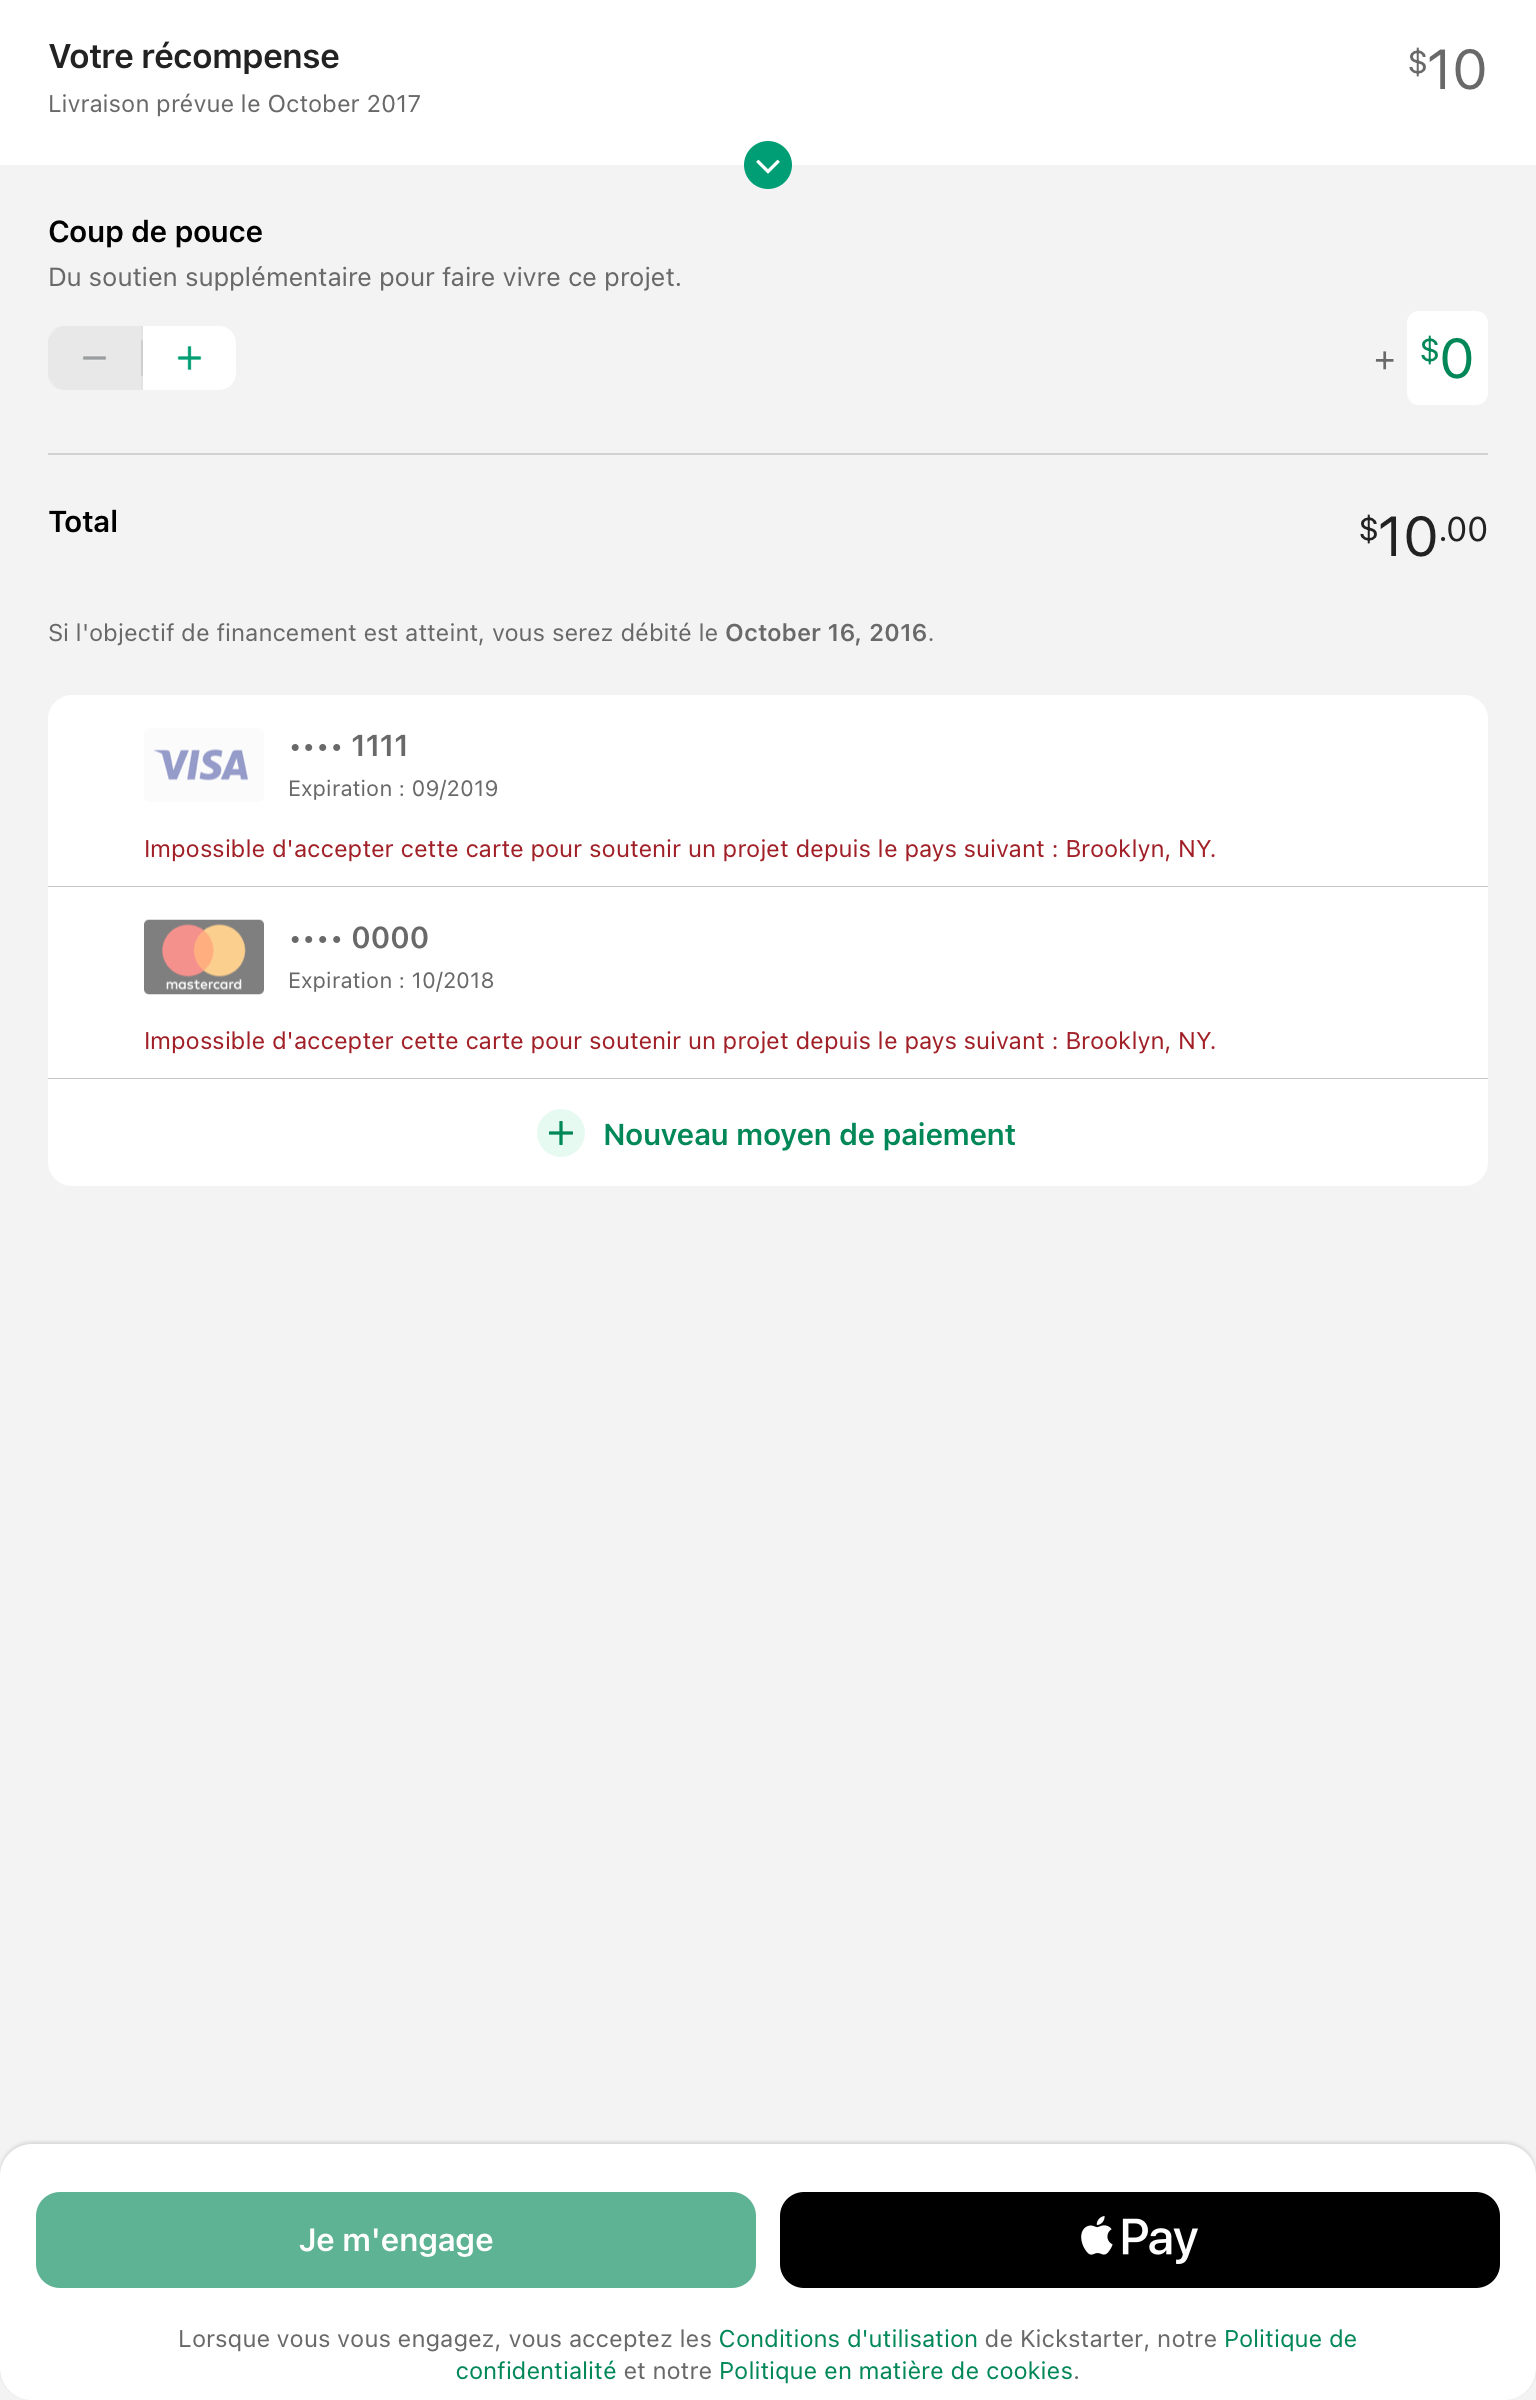 Votre récompense
$10
Livraison prévue le October 2017
Coup de pouce
Du soutien supplémentaire pour faire vivre ce projet.
− + + $0
Total
$10.00
Si l'objectif de financement est atteint, vous serez débité le October 16, 2016.
VISA •••• 1111
Expiration : 09/2019
Impossible d'accepter cette carte pour soutenir un projet depuis le pays suivant : Brooklyn, NY.
•••• 0000
mastercard Expiration : 10/2018
Impossible d'accepter cette carte pour soutenir un projet depuis le pays suivant : Brooklyn, NY.
+ Nouveau moyen de paiement
Je m'engage
Pay
Lorsque vous vous engagez, vous acceptez les Conditions d'utilisation de Kickstarter, notre Politique de
confidentialité et notre Politique en matière de cookies.